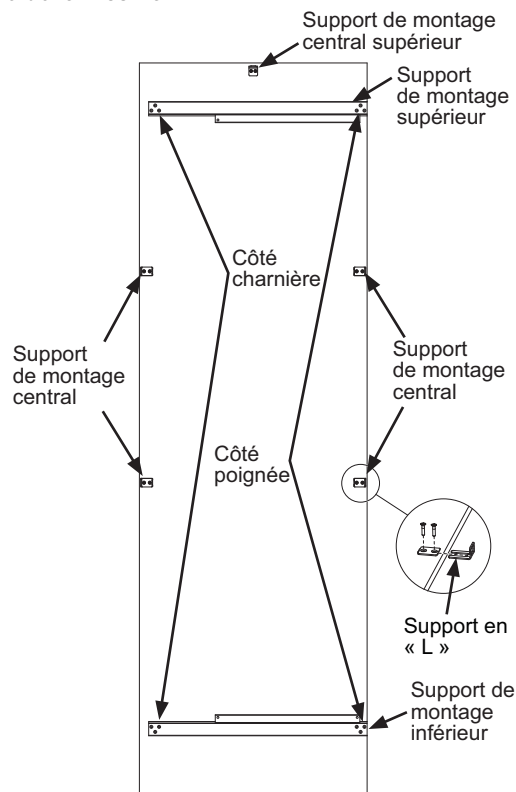 Support de montage
central supérieur
Support
de montage
supérieur
Côté
charnière
Support
de montage
central
Support
de montage
central
Côté
poignée
Support en
« L »
Support de
montage
inférieur